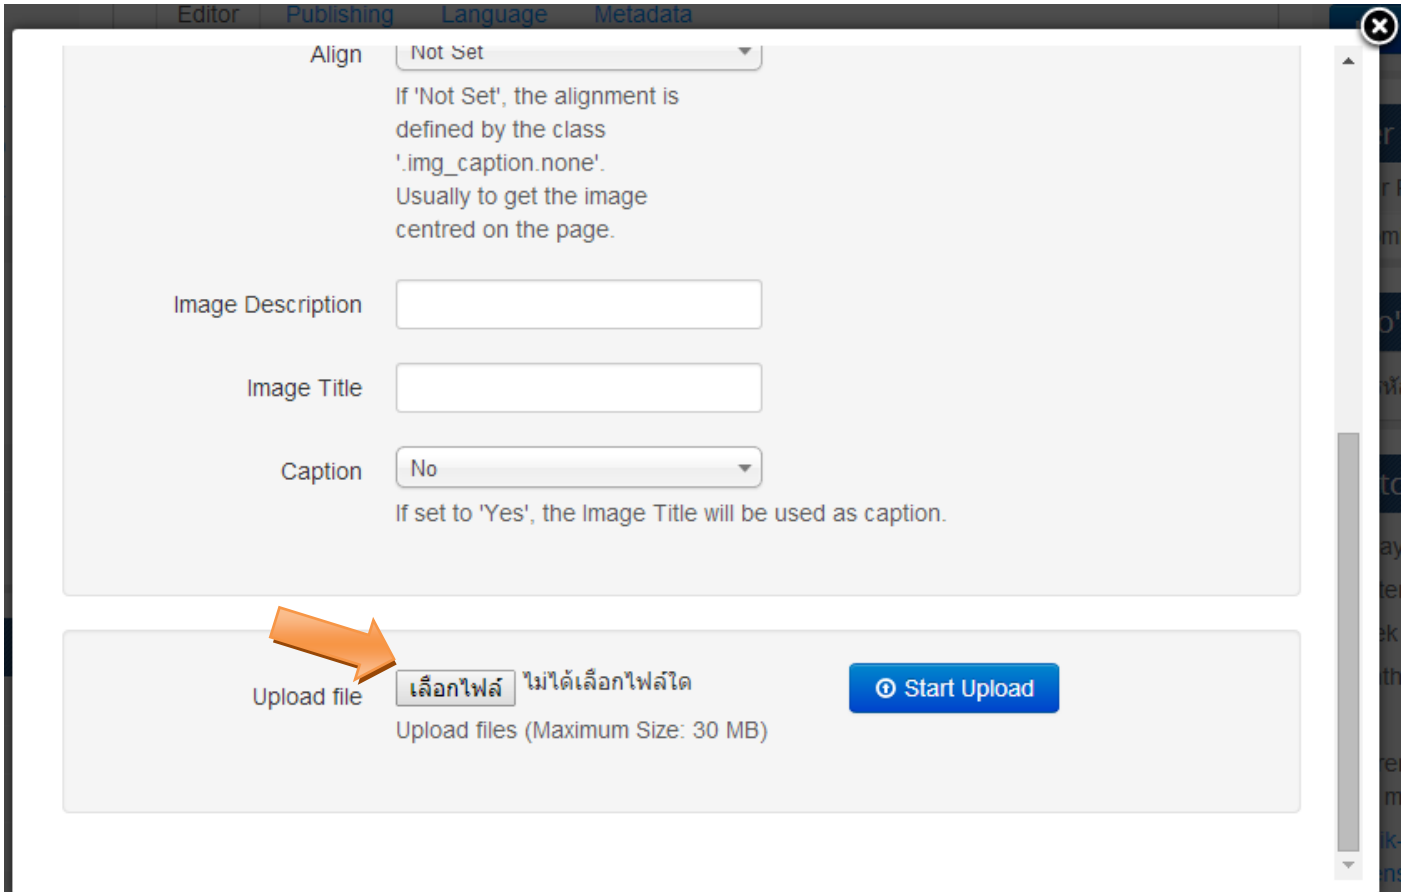 Editor Publishing Language Metadata
Align Not Set
If 'Not Set', the alignment is
defined by the class
'.img_caption.none'.
Usually to get the image
centred on the page.
Image Description
Image Title
Caption No
If set to 'Yes', the Image Title will be used as caption.
Upload file เลือกไฟล์ ไม่ได้เลือกไฟล์ใด Start Upload
Upload files (Maximum Size: 30 MB)